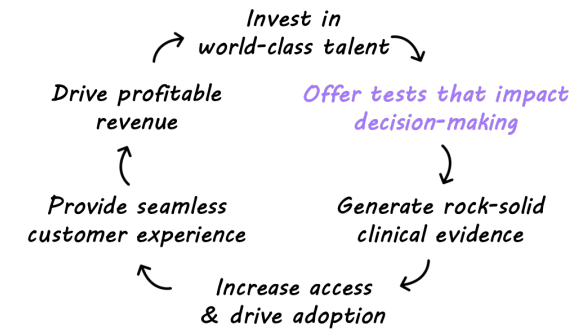 Invest in
world-class talent
Offer tests that impact
decision-making
Generate rock-solid
clinical evidence
Increase access
& drive adoption
Provide seamless
customer experience
Drive profitable
revenue